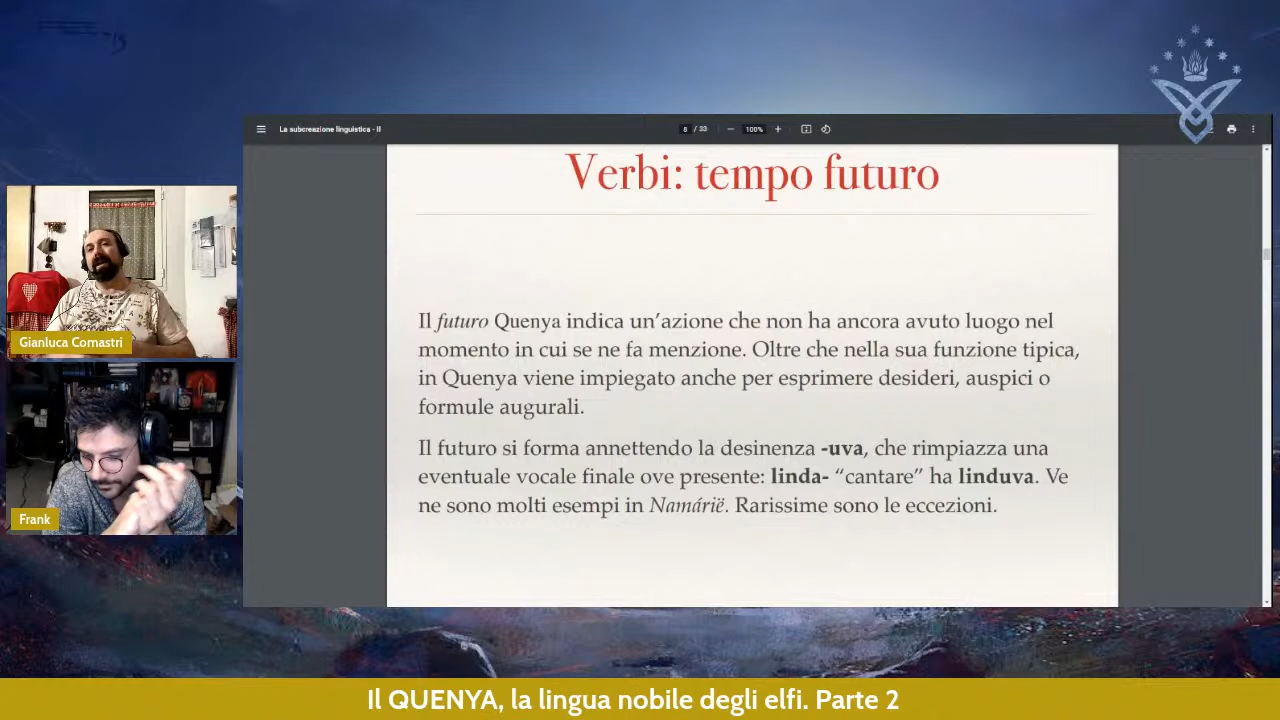 La subcreazione linguistica - II
8 / 33
100%
Verbi: tempo futuro
Il futuro Quenya indica un'azione che non ha ancora avuto luogo nel
momento in cui se ne fa menzione. Oltre che nella sua funzione tipica,
in Quenya viene impiegato anche per esprimere desideri, auspici o
formule augurali.
Il futuro si forma annettendo la desinenza -uva, che rimpiazza una
eventuale vocale finale ove presente: linda- “cantare” ha linduva. Ve
ne sono molti esempi in Namárië. Rarissime sono le eccezioni.
Gianluca Comastri
Frank
Il QUENYA, la lingua nobile degli elfi. Parte 2